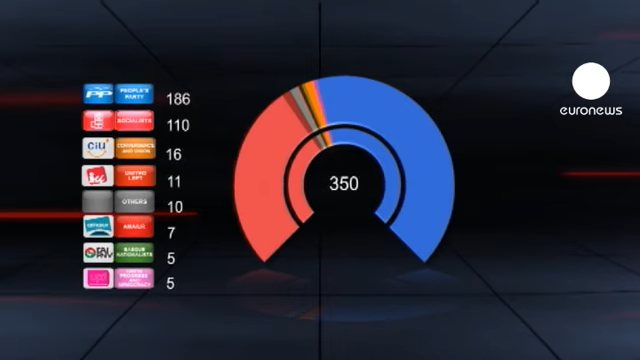 euronews
PP PEOPLE'S PARTY 186
SOCIALISTS 110
CiU CONVERGENCE AND UNION 16
UNITED LEFT 11
OTHERS 10
AMAIUR 7
EAJ PNV BASQUE NATIONALISTS 5
PROGRESS AND DEMOCRACY 5
350